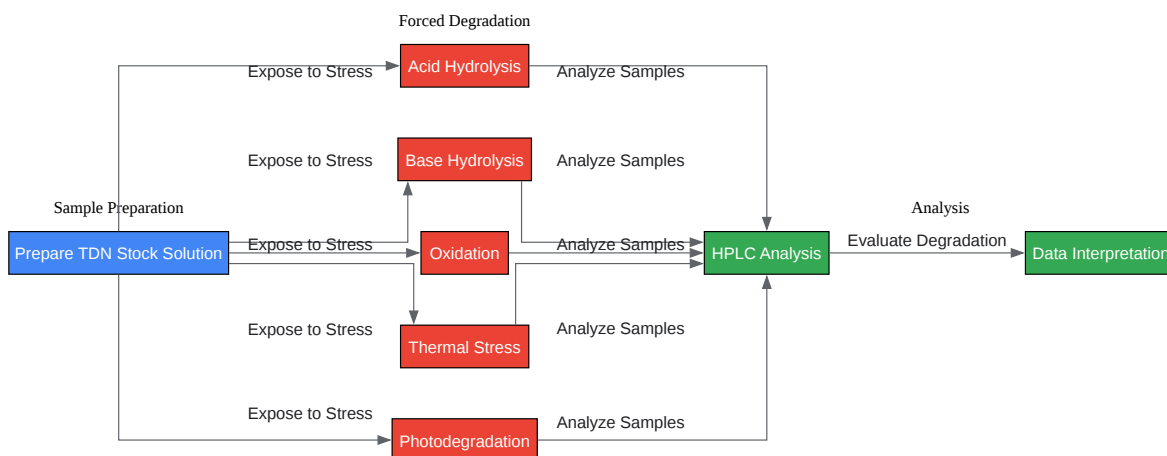 Forced Degradation
Expose to Stress
Acid Hydrolysis
Analyze Samples
Expose to Stress
Base Hydrolysis
Analyze Samples
Sample Preparation
Analysis
Prepare TDN Stock Solution
Expose to Stress
Oxidation
Analyze Samples
HPLC Analysis
Evaluate Degradation
Data Interpretation
Expose to Stress
Thermal Stress
Analyze Samples
Expose to Stress
Photodegradation
Analyze Samples